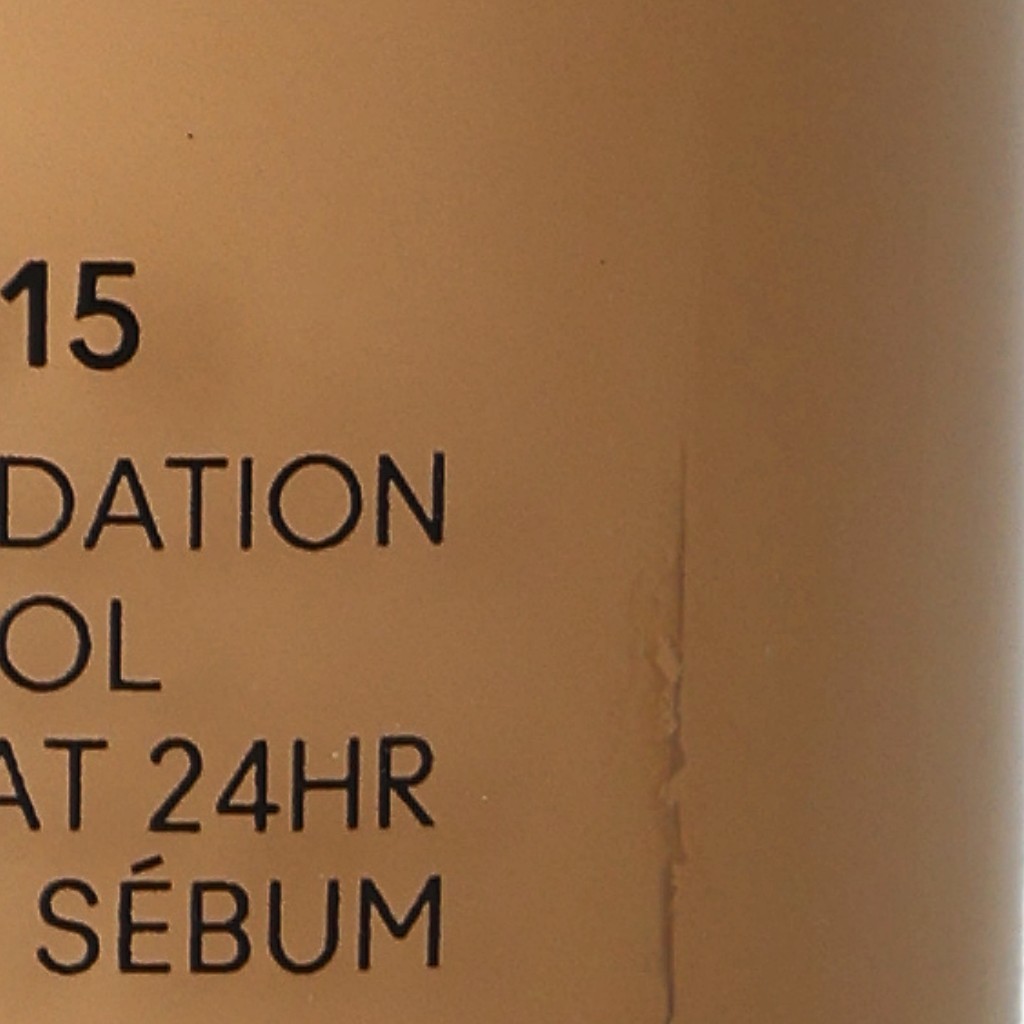 15
DATION
OL
AT 24HR
SÉBUM